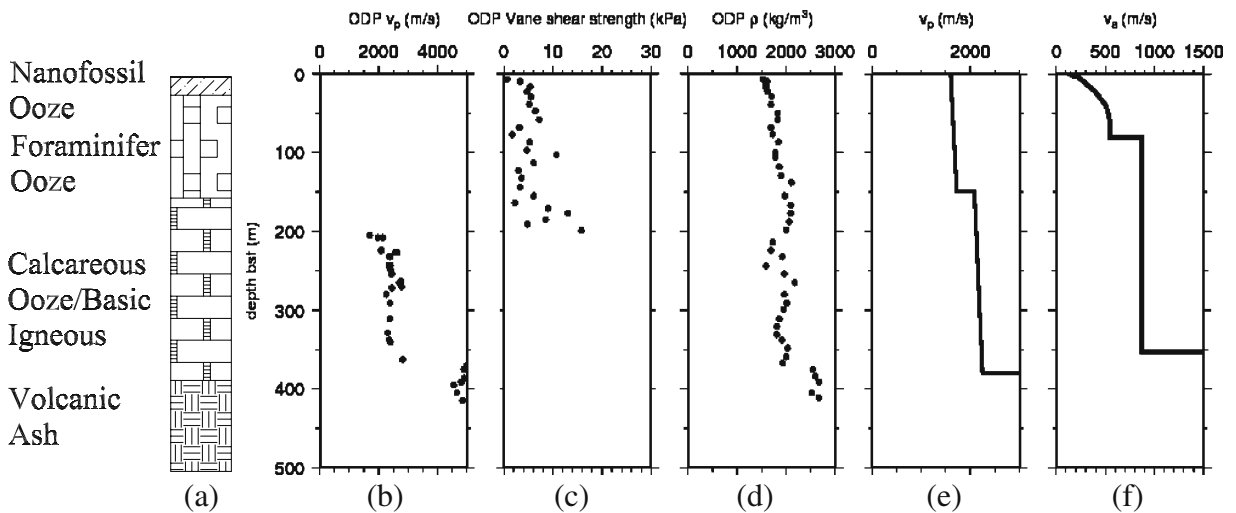 ODP vp (m/s) ODP Vane shear strength (kPa) ODP ρ (kg/m³) vp (m/s) vs (m/s)
0 2000 4000 0 10 20 30 0 1000 2000 3000 0 2000 0 500 1000 1500
Nanofossil
Ooze
Foraminifer
Ooze
Calcareous
Ooze/Basic
Igneous
Volcanic
Ash
depth bsf [m]
0
100
200
300
400
500
(a) (b) (c) (d) (e) (f)